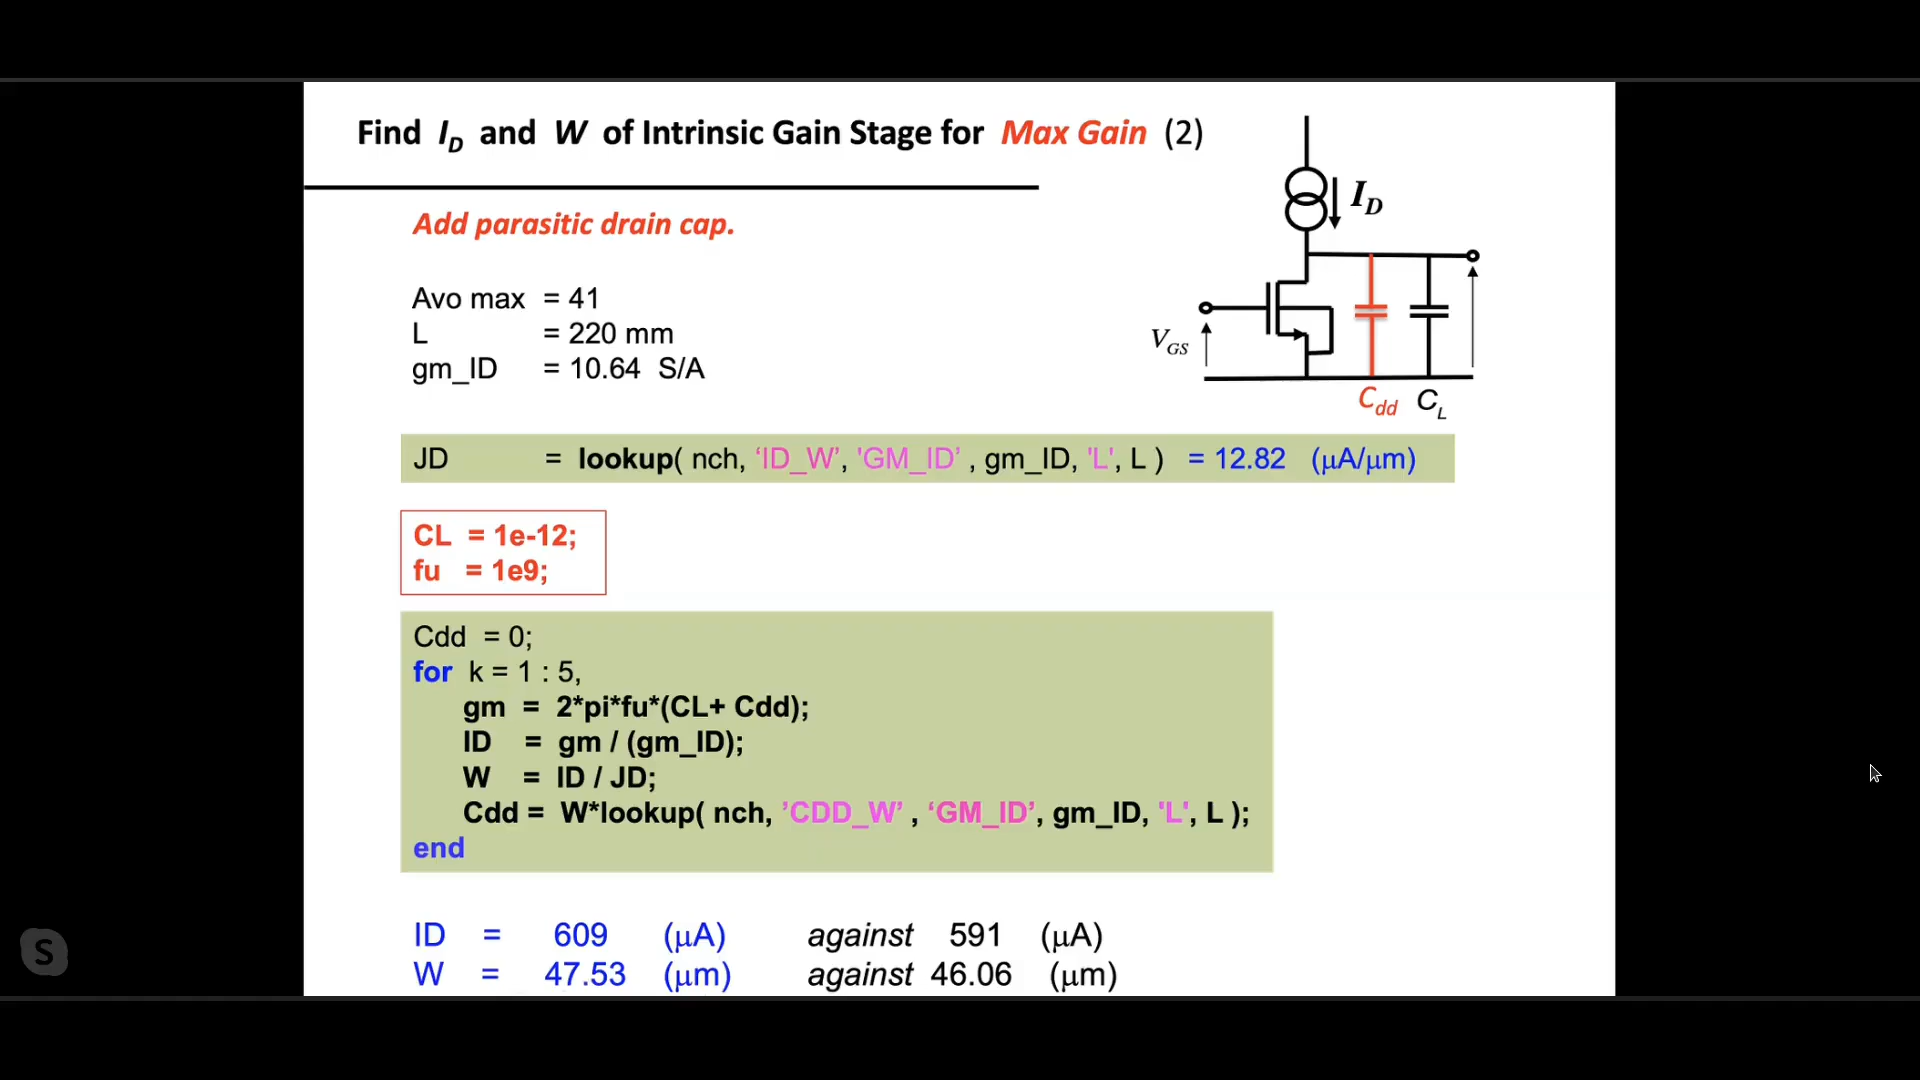 Find I_D and W of Intrinsic Gain Stage for Max Gain (2)
Add parasitic drain cap.
I_D
Avo max = 41
L = 220 mm
gm_ID = 10.64 S/A
V_GS
C_dd C_L
JD = lookup( nch, ‘ID_W’, 'GM_ID' , gm_ID, 'L', L ) = 12.82 (μA/μm)
CL = 1e-12;
fu = 1e9;
Cdd = 0;
for k = 1 : 5,
gm = 2*pi*fu*(CL+ Cdd);
ID = gm / (gm_ID);
W = ID / JD;
Cdd = W*lookup( nch, ’CDD_W’ , ‘GM_ID’, gm_ID, 'L', L );
end
ID = 609 (μA) against 591 (μA)
W = 47.53 (μm) against 46.06 (μm)
S